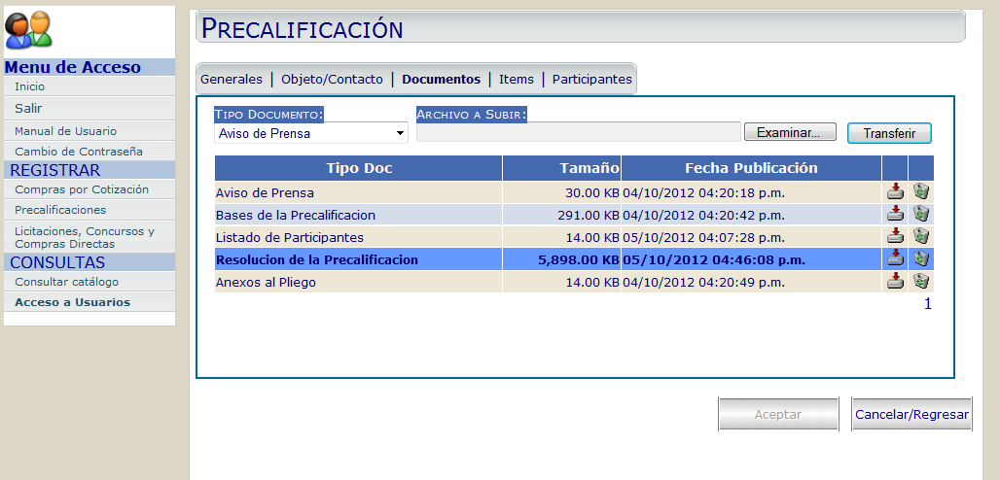 PRECALIFICACIÓN
Menu de Acceso
Inicio
Salir
Manual de Usuario
Cambio de Contraseña
REGISTRAR
Compras por Cotización
Precalificaciones
Licitaciones, Concursos y
Compras Directas
CONSULTAS
Consultar catálogo
Acceso a Usuarios
Generales | Objeto/Contacto | Documentos | Items | Participantes
TIPO DOCUMENTO: ARCHIVO A SUBIR:
Aviso de Prensa Examinar... Transferir
Tipo Doc Tamaño Fecha Publicación
Aviso de Prensa 30.00 KB 04/10/2012 04:20:18 p.m.
Bases de la Precalificacion 291.00 KB 04/10/2012 04:20:42 p.m.
Listado de Participantes 14.00 KB 05/10/2012 04:07:28 p.m.
Resolucion de la Precalificacion 5,898.00 KB 05/10/2012 04:46:08 p.m.
Anexos al Pliego 14.00 KB 04/10/2012 04:20:49 p.m.
1
Aceptar Cancelar/Regresar